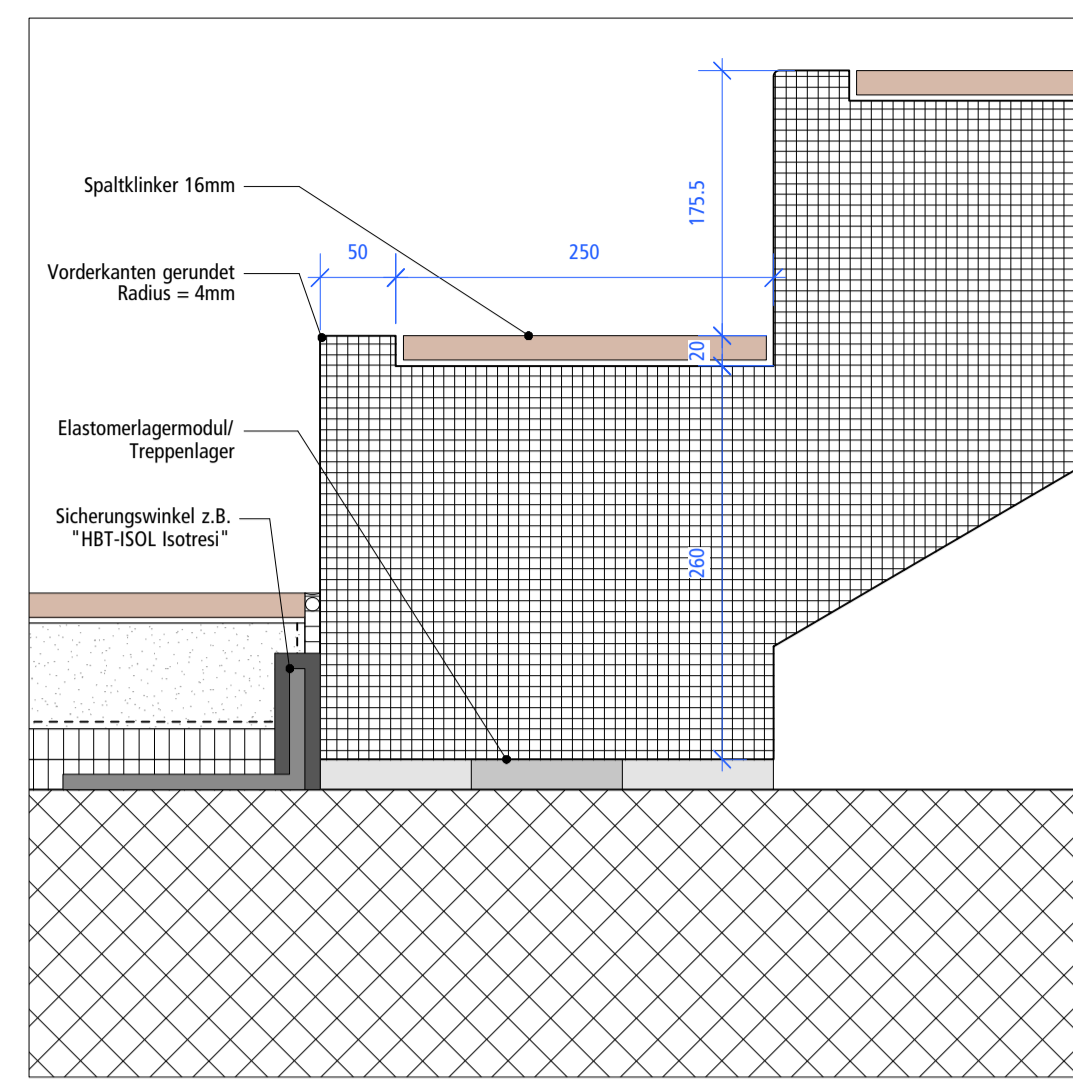 175.5
50
250
Spaltklinker 16mm
Vorderkanten gerundet
Radius = 4mm
20
Elastomerlagermodul/
Treppenlager
Sicherungswinkel z.B.
"HBT-ISOL Isotresi"
260